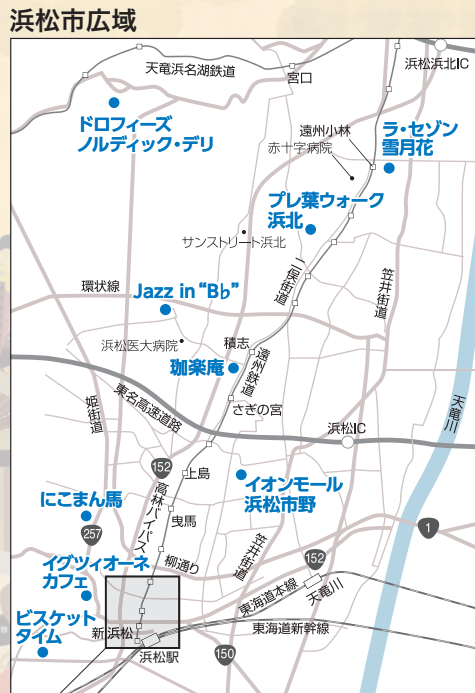 浜松市広域
天竜浜名湖鉄道
宮口
浜松浜北IC
ドロフィーズ
ノルディック・デリ
遠州小林
赤十字病院
ラ・セゾン
雪月花
プレ葉ウォーク
浜北
サンストリート浜北
二俣街道
笠井街道
環状線
Jazz in “B♭”
浜松医大病院
積志
遠州鉄道
珈楽庵
天竜川
姫街道
東名高速道路
さぎの宮
浜松IC
152
上島
イオンモール
浜松市野
高林バイパス
にこまん馬
曳馬
257
1
柳通り
笠井街道
152
イグツィオーネ
カフェ
東海道本線
天竜川
ビスケット
タイム
新浜松
東海道新幹線
浜松駅
150